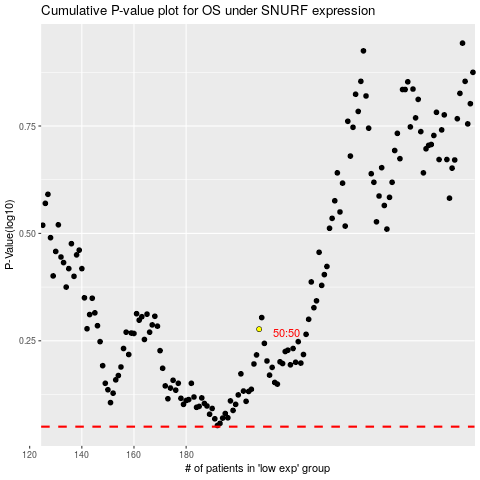 Cumulative P-value plot for OS under SNURF expression
P-Value(log10)
0.75
0.50
0.25
50:50
120 140 160 180
# of patients in 'low exp' group